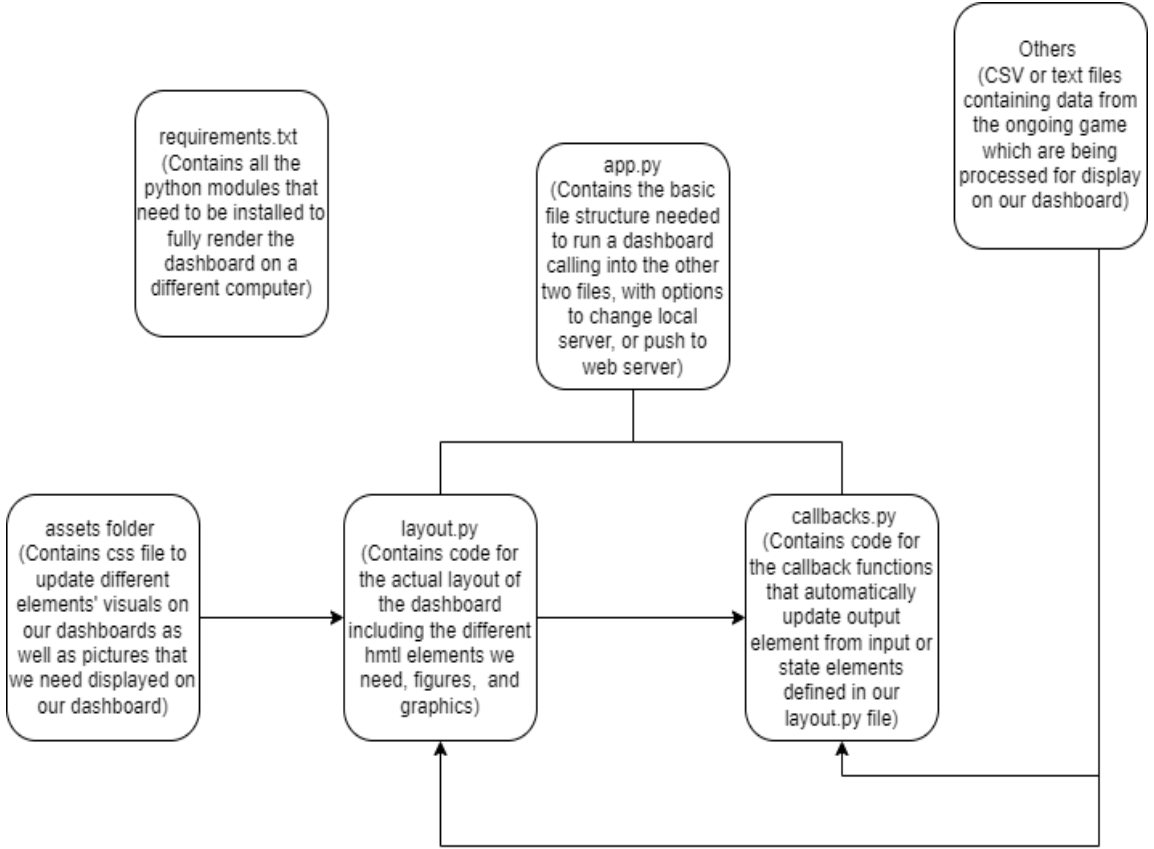 Others
(CSV or text files
containing data from
the ongoing game
which are being
processed for display
on our dashboard)
requirements.txt
(Contains all the
python modules that
need to be installed to
fully render the
dashboard on a
different computer)
app.py
(Contains the basic
file structure needed
to run a dashboard
calling into the other
two files, with options
to change local
server, or push to
web server)
assets folder
(Contains css file to
update different
elements' visuals on
our dashboards as
well as pictures that
we need displayed on
our dashboard)
layout.py
(Contains code for
the actual layout of
the dashboard
including the different
hmtl elements we
need, figures, and
graphics)
callbacks.py
(Contains code for
the callback functions
that automatically
update output
element from input or
state elements
defined in our
layout.py file)